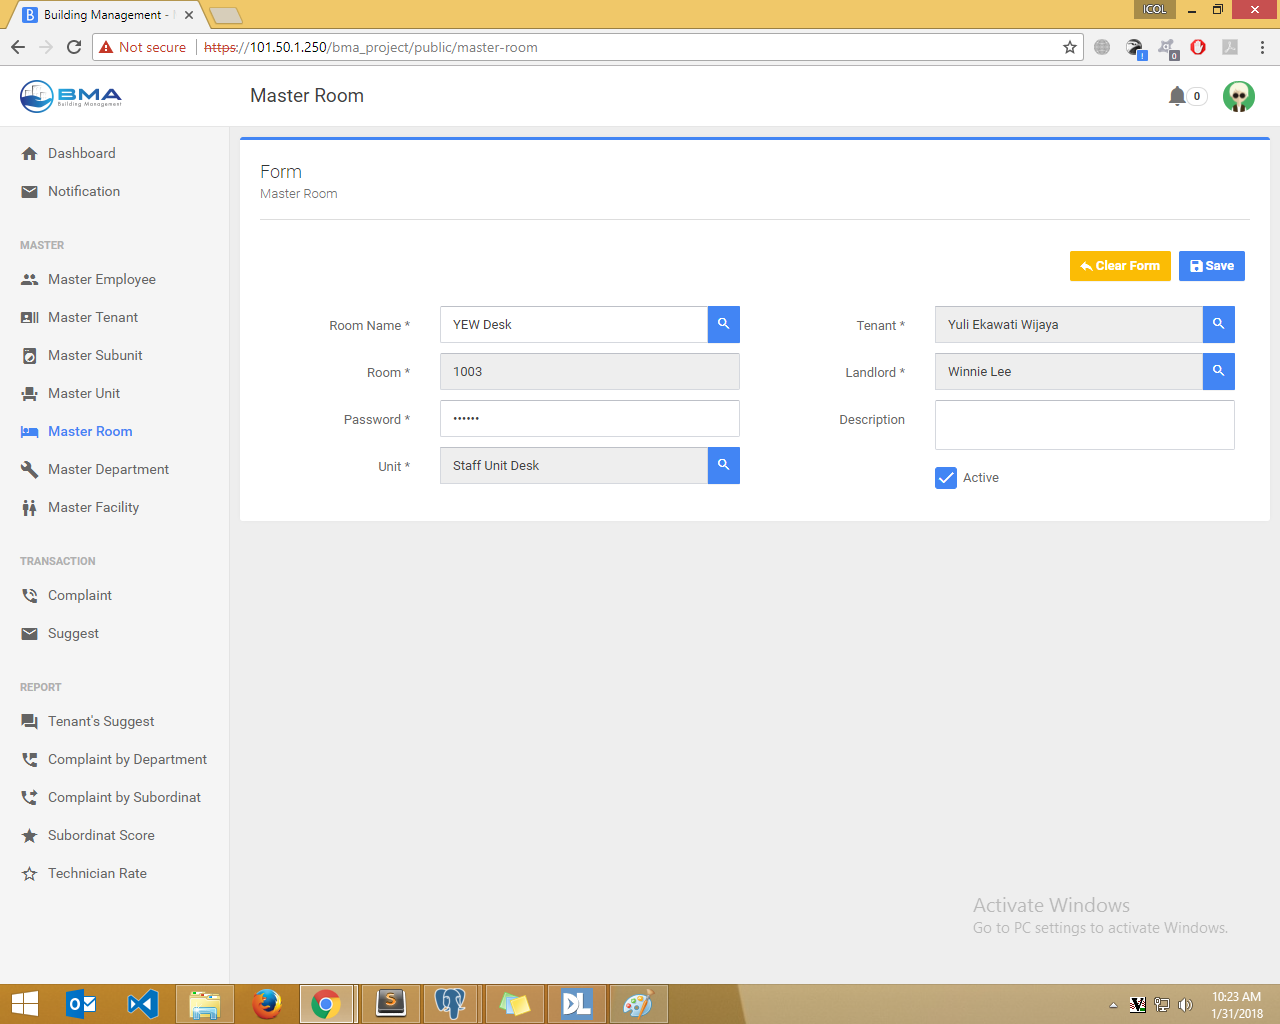 Building Management -
ICOL
Not secure
https://101.50.1.250/bma_project/public/master-room
BMA
Building Management
Master Room
0
Dashboard
Notification
MASTER
Master Employee
Master Tenant
Master Subunit
Master Unit
Master Room
Master Department
Master Facility
TRANSACTION
Complaint
Suggest
REPORT
Tenant's Suggest
Complaint by Department
Complaint by Subordinat
Subordinat Score
Technician Rate
Form
Master Room
Clear Form
Save
Room Name *
YEW Desk
Tenant *
Yuli Ekawati Wijaya
Room *
1003
Landlord *
Winnie Lee
Password *
••••••
Description
Unit *
Staff Unit Desk
Active
Activate Windows
Go to PC settings to activate Windows.
DL
10:23 AM
1/31/2018